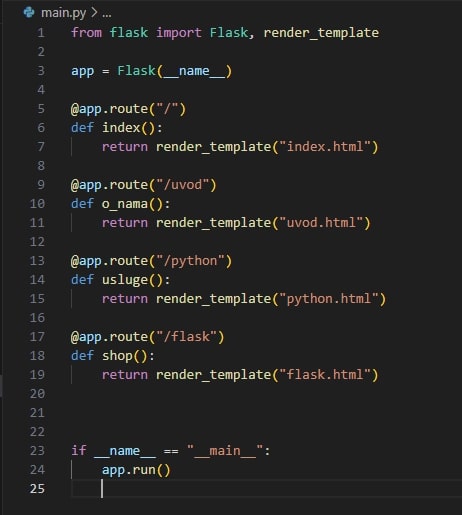 main.py > ...
1 from flask import Flask, render_template
2
3 app = Flask(__name__)
4
5 @app.route("/")
6 def index():
7     return render_template("index.html")
8
9 @app.route("/uvod")
10 def o_nama():
11     return render_template("uvod.html")
12
13 @app.route("/python")
14 def usluge():
15     return render_template("python.html")
16
17 @app.route("/flask")
18 def shop():
19     return render_template("flask.html")
20
21
22
23 if __name__ == "__main__":
24     app.run()
25